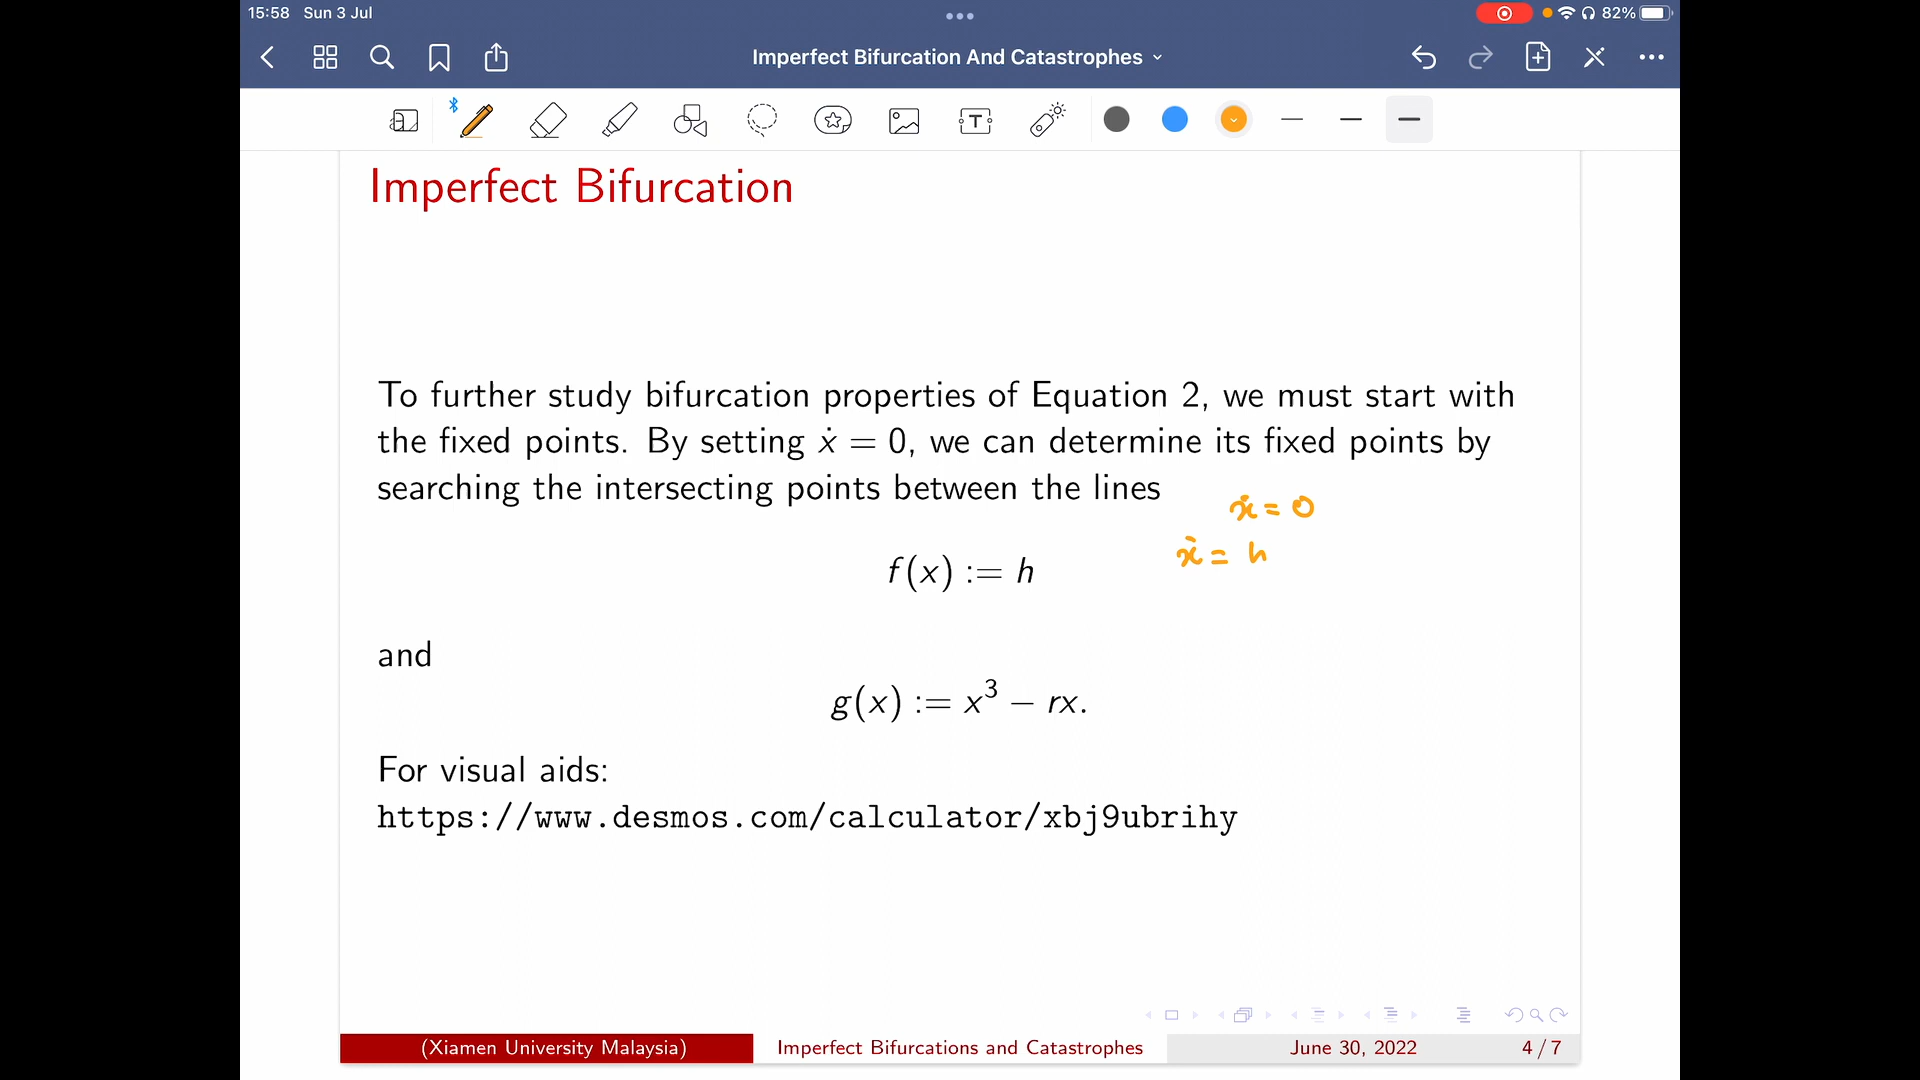 15:58 Sun 3 Jul
82%
Imperfect Bifurcation And Catastrophes
Imperfect Bifurcation
To further study bifurcation properties of Equation 2, we must start with
the fixed points. By setting ẋ = 0, we can determine its fixed points by
searching the intersecting points between the lines
ẋ = 0
ẋ = h
f(x) := h
and
g(x) := x³ − rx.
For visual aids:
https://www.desmos.com/calculator/xbj9ubrihy
(Xiamen University Malaysia) Imperfect Bifurcations and Catastrophes June 30, 2022 4 / 7